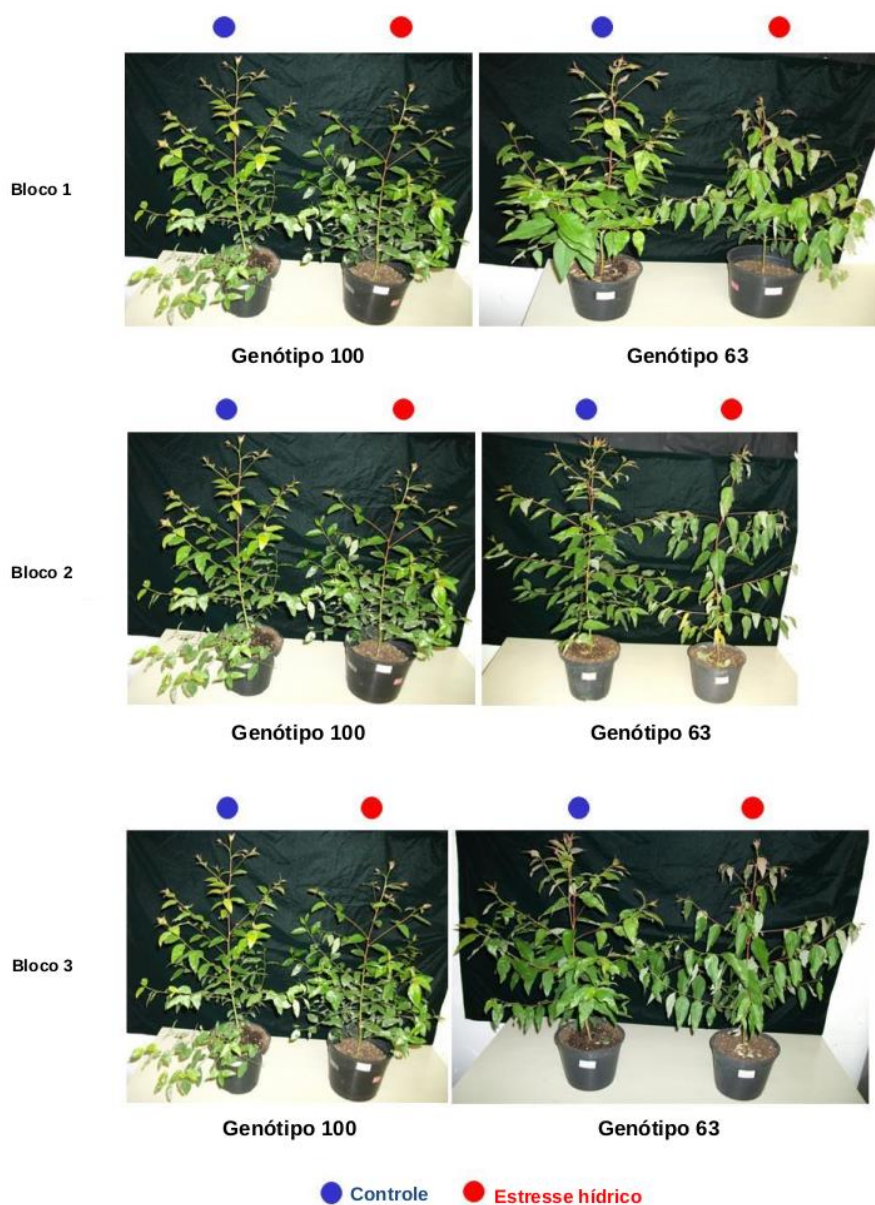 Bloco 1
Genótipo 100
Genótipo 63
Bloco 2
Genótipo 100
Genótipo 63
Bloco 3
Genótipo 100
Genótipo 63
Controle
Estresse hídrico